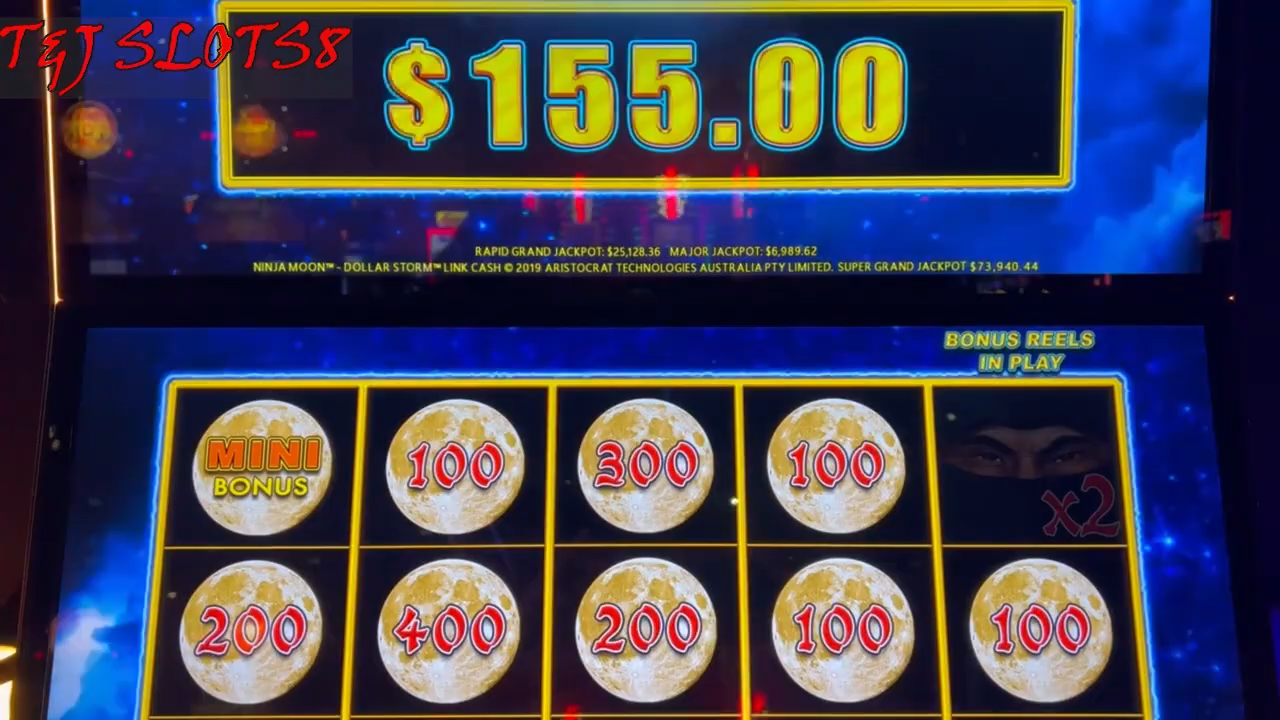 T&J SLOTS8
$155.00
RAPID GRAND JACKPOT: $25,128.36 MAJOR JACKPOT: $6,989.62
NINJA MOON™ - DOLLAR STORM™ LINK CASH © 2019 ARISTOCRAT TECHNOLOGIES AUSTRALIA PTY LIMITED. SUPER GRAND JACKPOT $73,940.44
BONUS REELS
IN PLAY
MINI
BONUS
100
300
100
x2
200
400
200
100
100